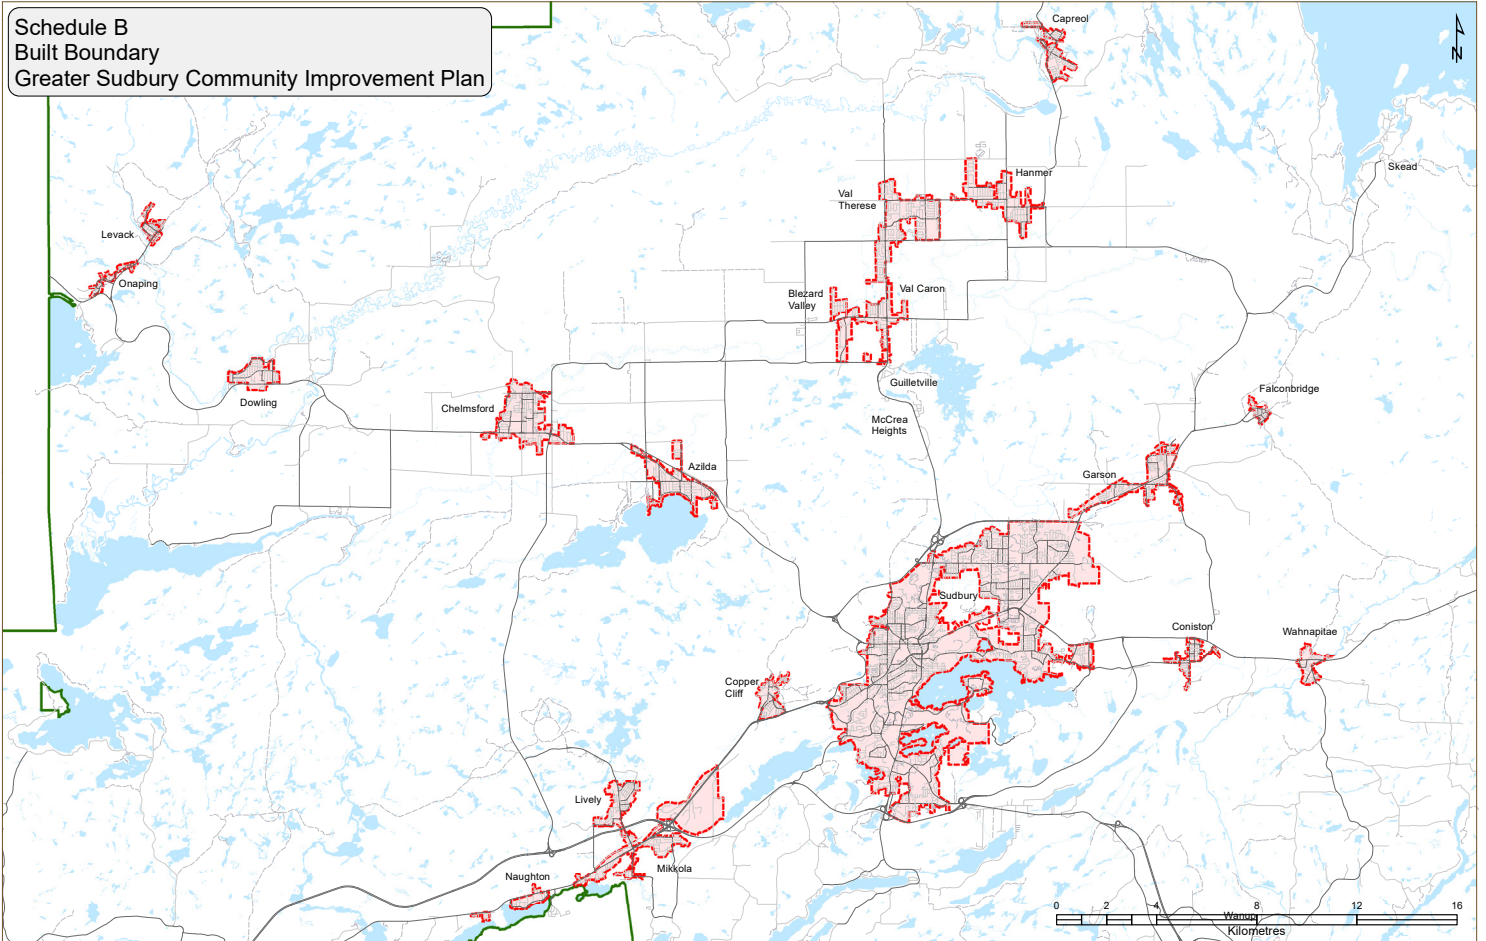 Schedule B
Built Boundary
Greater Sudbury Community Improvement Plan
Capreol
N
Skead
Hanmer
Val
Therese
Levack
Onaping
Blezard
Valley
Val Caron
Guilletville
Falconbridge
Dowling
Chelmsford
McCrea
Heights
Azilda
Garson
Sudbury
Coniston
Wahnapitae
Copper
Cliff
Lively
Mikkola
Naughton
0 2 4 8 12 16
Wanup
Kilometres